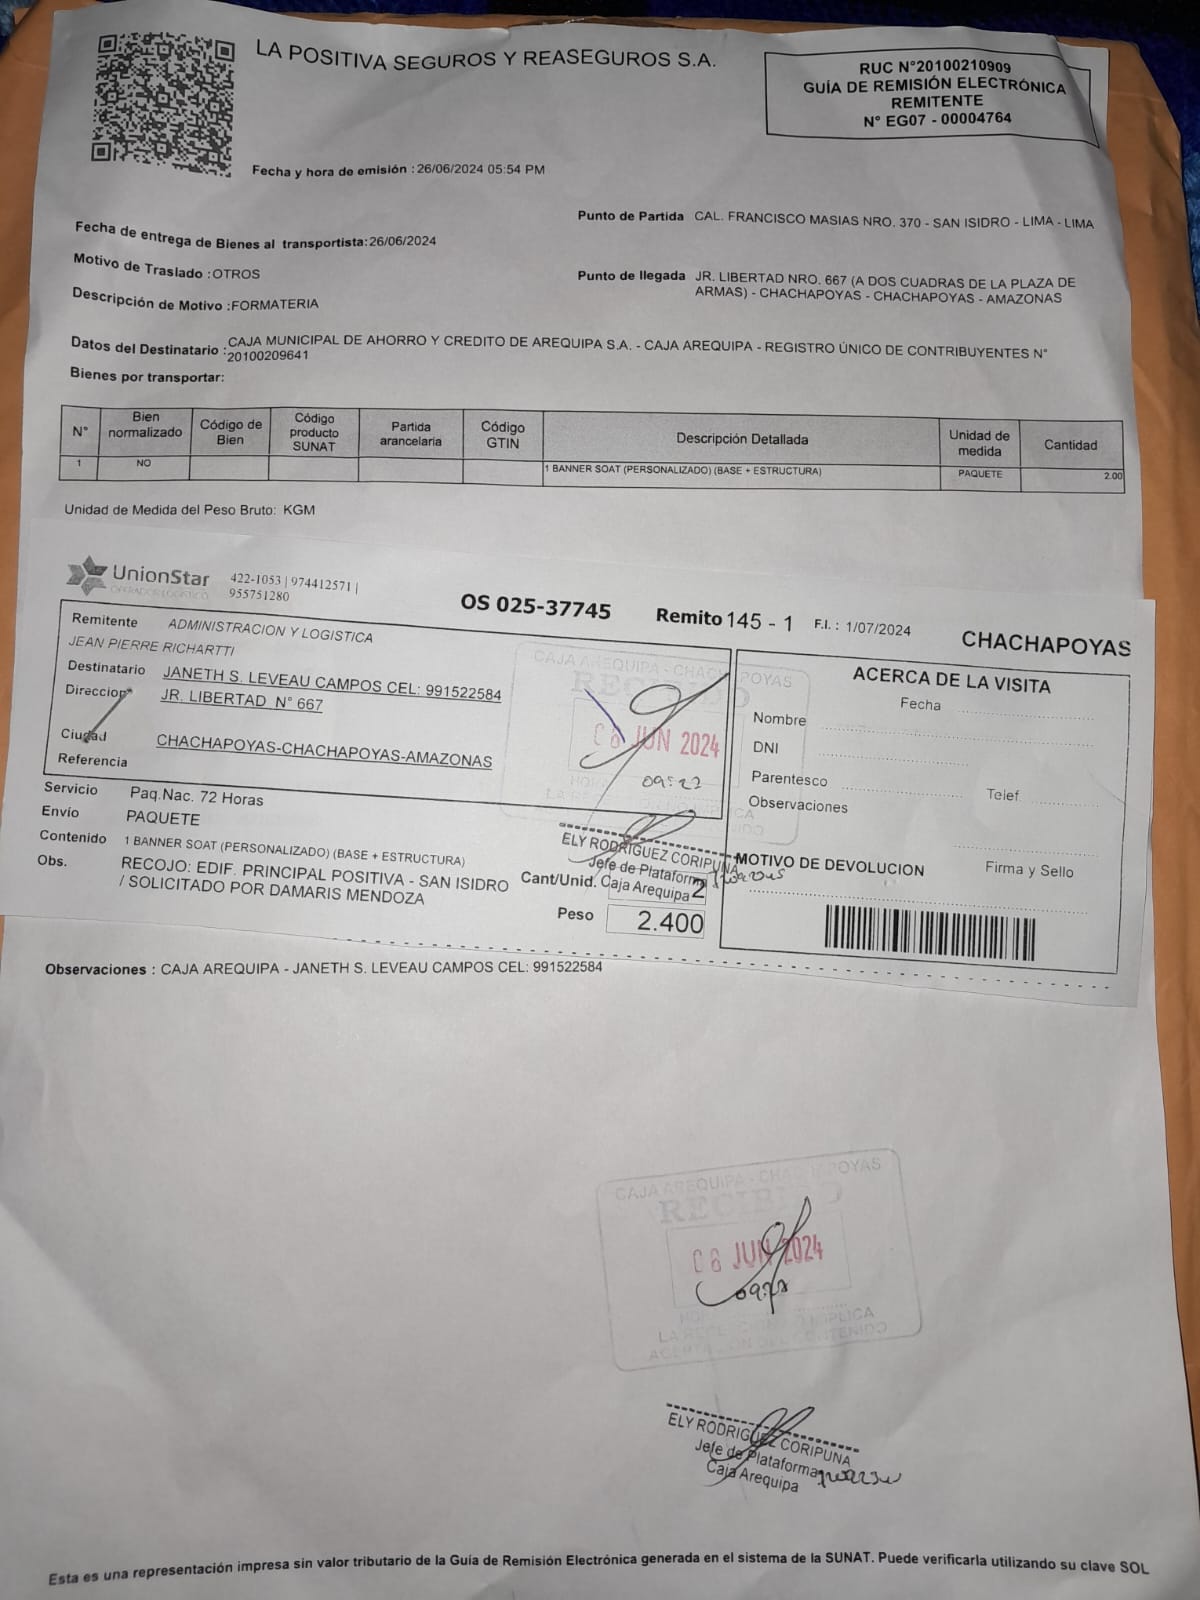 LA POSITIVA SEGUROS Y REASEGUROS S.A.
RUC N°20100210909
GUÍA DE REMISIÓN ELECTRÓNICA
REMITENTE
N° EG07 - 00004764
Fecha y hora de emisión : 26/06/2024 05:54 PM
Fecha de entrega de Bienes al transportista:26/06/2024
Punto de Partida CAL. FRANCISCO MASIAS NRO. 370 - SAN ISIDRO - LIMA - LIMA
Motivo de Traslado :OTROS
Punto de llegada JR. LIBERTAD NRO. 667 (A DOS CUADRAS DE LA PLAZA DE
ARMAS) - CHACHAPOYAS - CHACHAPOYAS - AMAZONAS
Descripción de Motivo :FORMATERIA
Datos del Destinatario : CAJA MUNICIPAL DE AHORRO Y CREDITO DE AREQUIPA S.A. - CAJA AREQUIPA - REGISTRO ÚNICO DE CONTRIBUYENTES N°
20100209641
Bienes por transportar:
N° Bien normalizado Código de Bien Código producto SUNAT Partida arancelaria Código GTIN Descripción Detallada Unidad de medida Cantidad
1 NO 1 BANNER SOAT (PERSONALIZADO) (BASE + ESTRUCTURA) PAQUETE 2.00
Unidad de Medida del Peso Bruto: KGM
UnionStar
OPERADOR LOGÍSTICO
422-1053 | 974412571 |
955751280
OS 025-37745
Remito 145 - 1
F.I. : 1/07/2024
CHACHAPOYAS
Remitente ADMINISTRACION Y LOGISTICA
JEAN PIERRE RICHARTTI
Destinatario JANETH S. LEVEAU CAMPOS CEL: 991522584
Direccion JR. LIBERTAD N° 667
Ciudad CHACHAPOYAS-CHACHAPOYAS-AMAZONAS
Referencia
Servicio Paq.Nac. 72 Horas
Envío PAQUETE
Contenido 1 BANNER SOAT (PERSONALIZADO) (BASE + ESTRUCTURA)
Obs. RECOJO: EDIF. PRINCIPAL POSITIVA - SAN ISIDRO
/ SOLICITADO POR DAMARIS MENDOZA
Cant/Unid. 2
Peso 2.400
CAJA AREQUIPA - CHACHAPOYAS
RECIBIDO
06 JUN 2024
ELY RODRIGUEZ CORIPUNA
Jefe de Plataforma
Caja Arequipa
ACERCA DE LA VISITA
Fecha
Nombre
DNI
Parentesco
Telef
Observaciones
MOTIVO DE DEVOLUCION
Firma y Sello
Observaciones : CAJA AREQUIPA - JANETH S. LEVEAU CAMPOS CEL: 991522584
CAJA AREQUIPA - CHACHAPOYAS
RECIBIDO
06 JUN 2024
ELY RODRIGUEZ CORIPUNA
Jefe de Plataforma
Caja Arequipa
Esta es una representación impresa sin valor tributario de la Guía de Remisión Electrónica generada en el sistema de la SUNAT. Puede verificarla utilizando su clave SOL